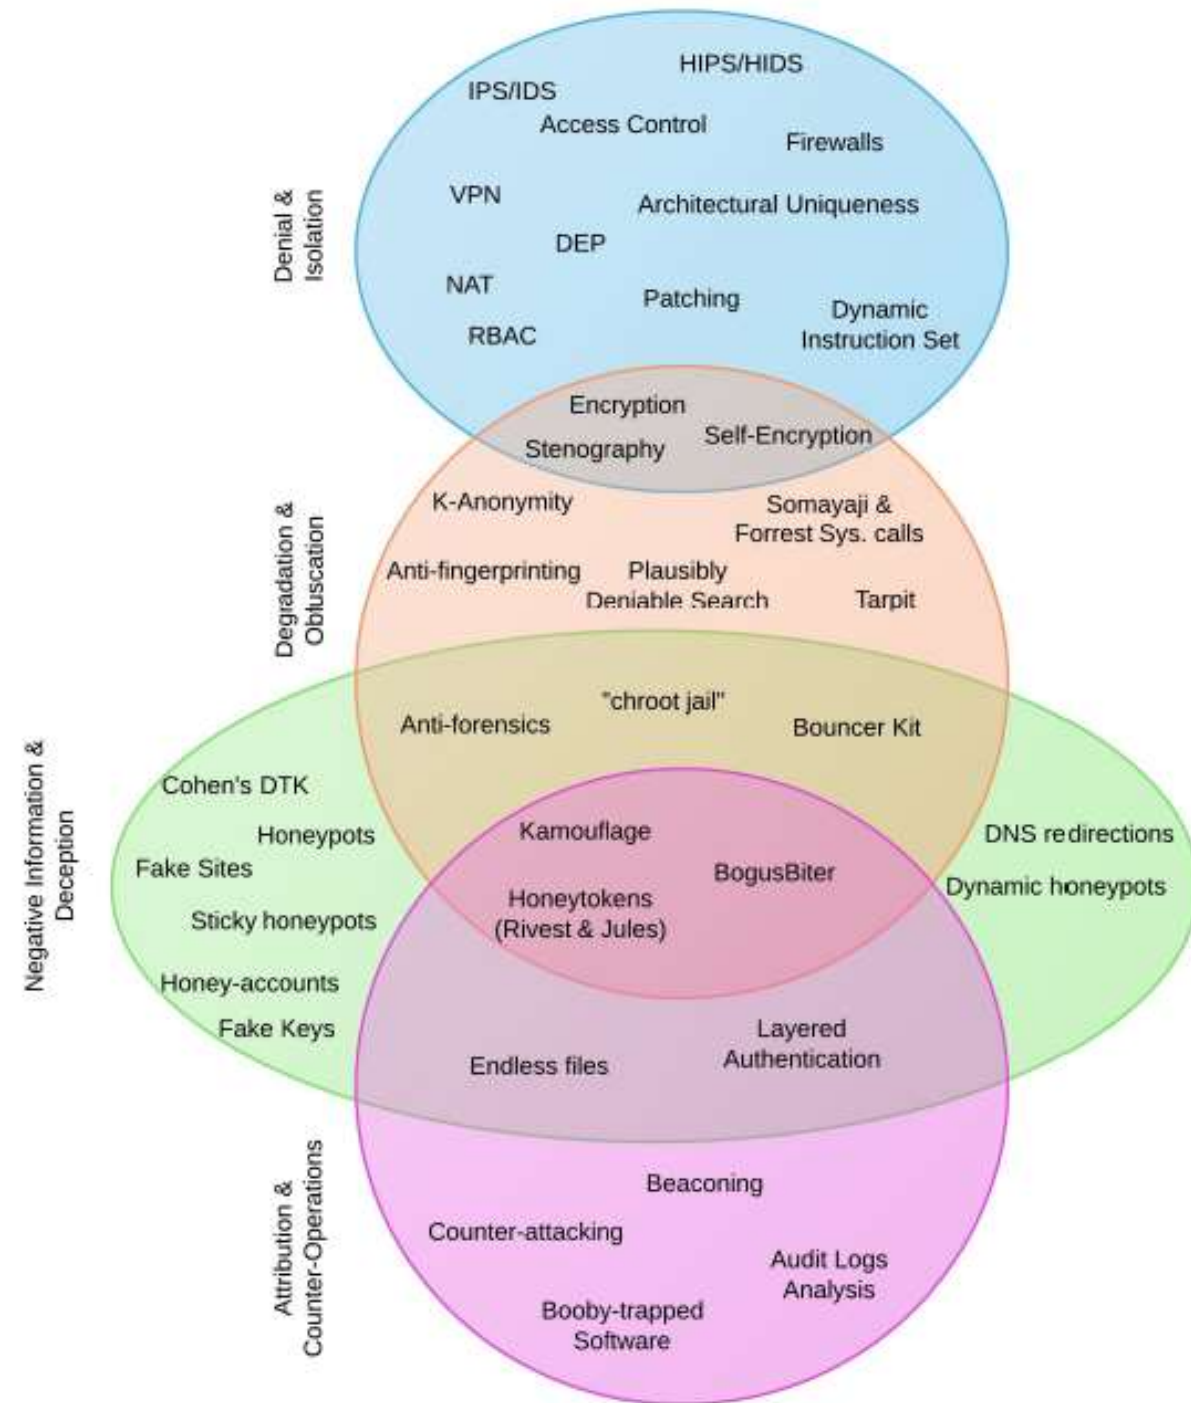 HIPS/HIDS
IPS/IDS
Access Control
Firewalls
VPN
Architectural Uniqueness
DEP
NAT
Patching
Dynamic
Instruction Set
RBAC
Denial &
Isolation
Encryption
Self-Encryption
Stenography
K-Anonymity
Somayaji &
Forrest Sys. calls
Anti-fingerprinting
Plausibly
Deniable Search
Tarpit
Degradation &
Obfuscation
"chroot jail"
Anti-forensics
Bouncer Kit
Cohen's DTK
Honeypots
Fake Sites
Sticky honeypots
Honey-accounts
Fake Keys
Kamouflage
BogusBiter
Honeytokens
(Rivest & Jules)
DNS redirections
Dynamic honeypots
Negative Information &
Deception
Layered
Authentication
Endless files
Beaconing
Counter-attacking
Audit Logs
Analysis
Booby-trapped
Software
Attribution &
Counter-Operations